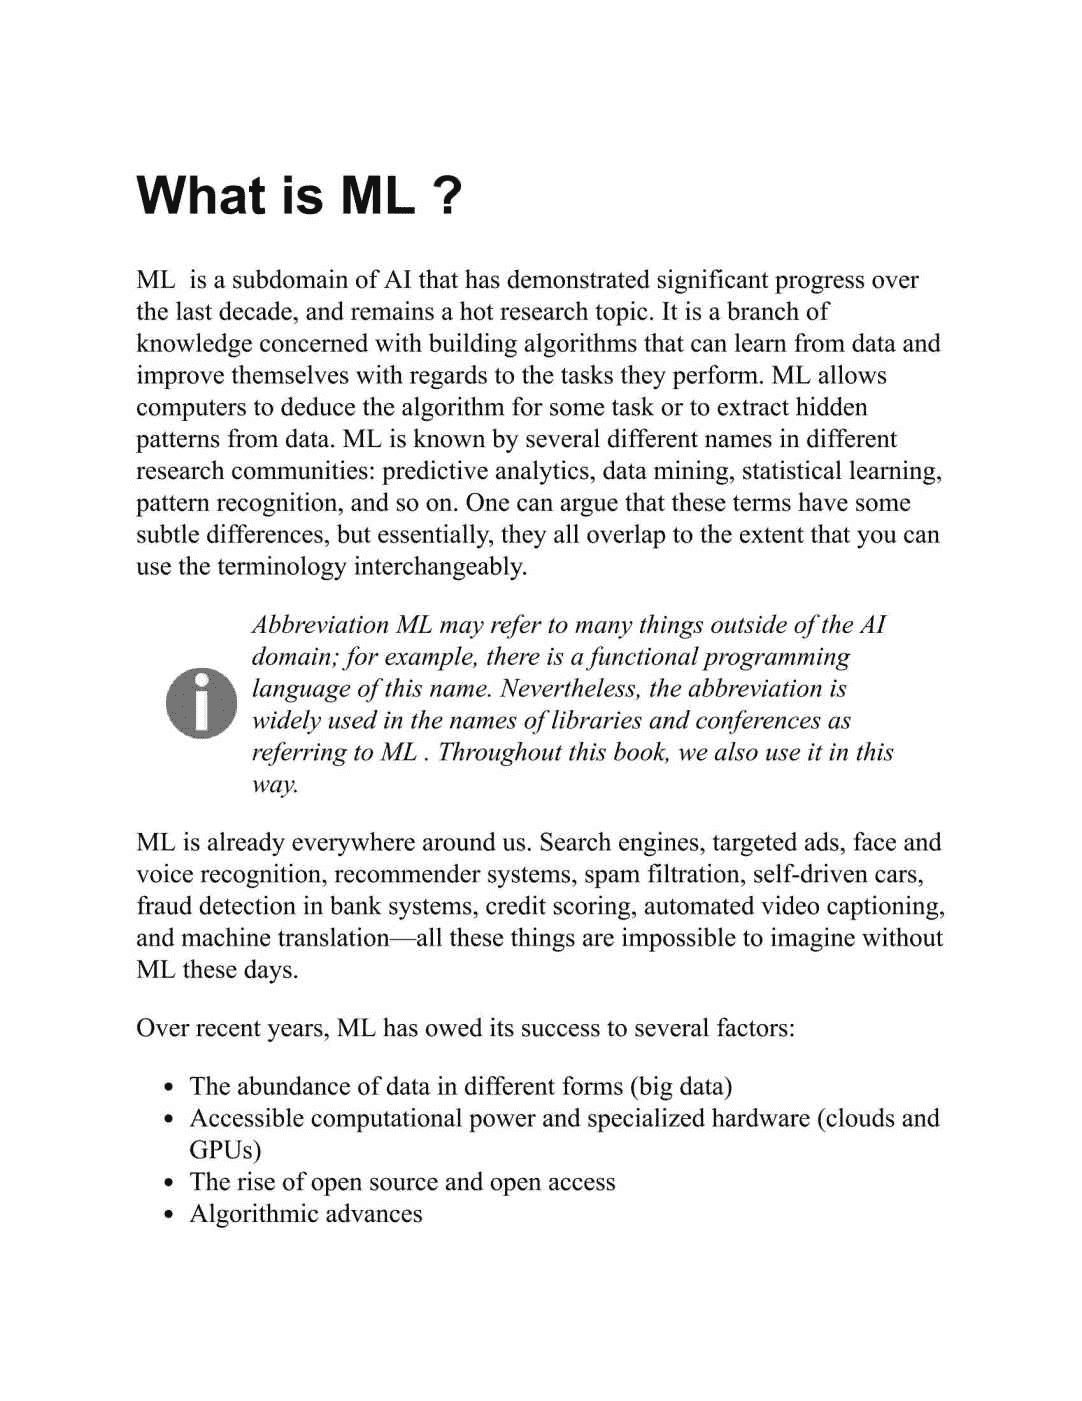 What is ML ?
ML  is a subdomain of AI that has demonstrated significant progress over
the last decade, and remains a hot research topic. It is a branch of
knowledge concerned with building algorithms that can learn from data and
improve themselves with regards to the tasks they perform. ML allows
computers to deduce the algorithm for some task or to extract hidden
patterns from data. ML is known by several different names in different
research communities: predictive analytics, data mining, statistical learning,
pattern recognition, and so on. One can argue that these terms have some
subtle differences, but essentially, they all overlap to the extent that you can
use the terminology interchangeably.
Abbreviation ML may refer to many things outside of the AI
domain; for example, there is a functional programming
language of this name. Nevertheless, the abbreviation is
widely used in the names of libraries and conferences as
referring to ML . Throughout this book, we also use it in this
way.
ML is already everywhere around us. Search engines, targeted ads, face and
voice recognition, recommender systems, spam filtration, self-driven cars,
fraud detection in bank systems, credit scoring, automated video captioning,
and machine translation—all these things are impossible to imagine without
ML these days.
Over recent years, ML has owed its success to several factors:
• The abundance of data in different forms (big data)
• Accessible computational power and specialized hardware (clouds and
GPUs)
• The rise of open source and open access
• Algorithmic advances